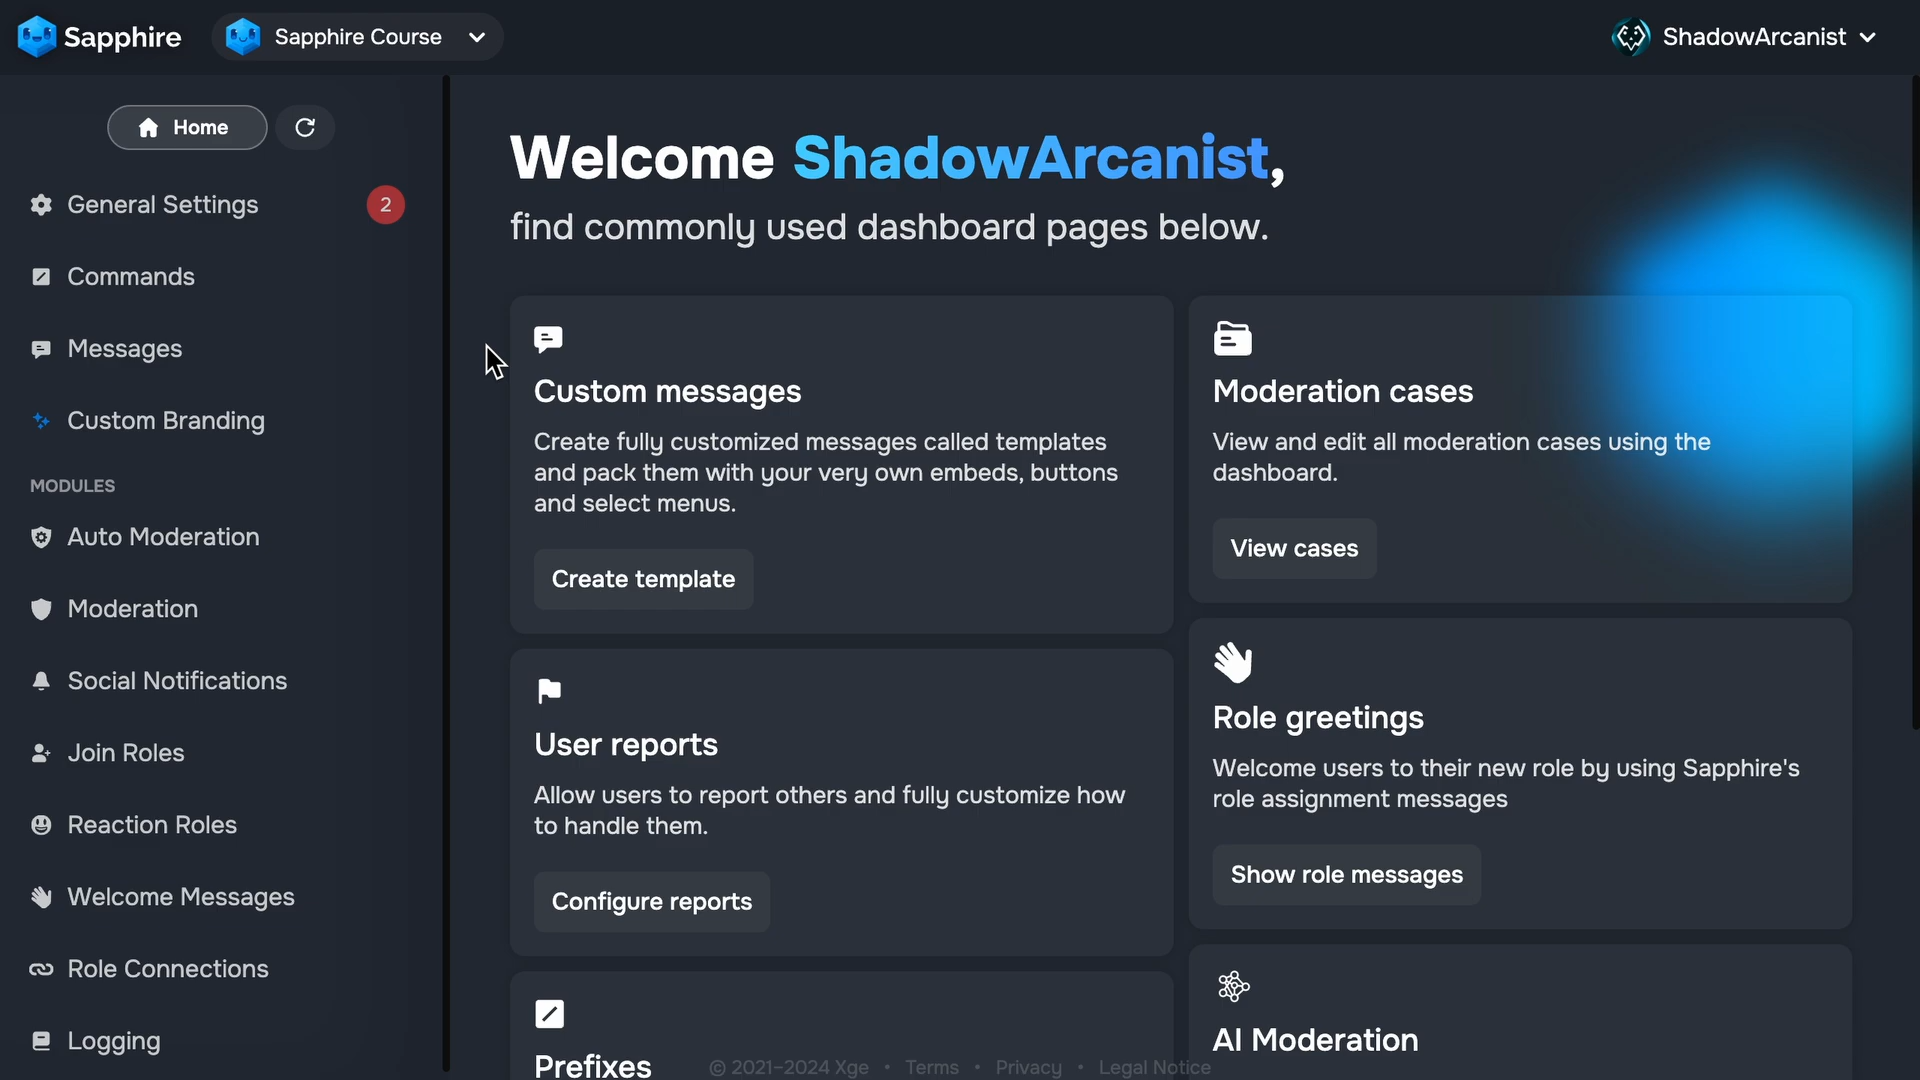 Sapphire
Sapphire Course
ShadowArcanist
Home
General Settings
2
Commands
Messages
Custom Branding
MODULES
Auto Moderation
Moderation
Social Notifications
Join Roles
Reaction Roles
Welcome Messages
Role Connections
Logging
Welcome ShadowArcanist,
find commonly used dashboard pages below.
Custom messages
Create fully customized messages called templates
and pack them with your very own embeds, buttons
and select menus.
Create template
User reports
Allow users to report others and fully customize how
to handle them.
Configure reports
Prefixes
Moderation cases
View and edit all moderation cases using the
dashboard.
View cases
Role greetings
Welcome users to their new role by using Sapphire's
role assignment messages
Show role messages
AI Moderation
© 2021–2024 Xge • Terms • Privacy • Legal Notice